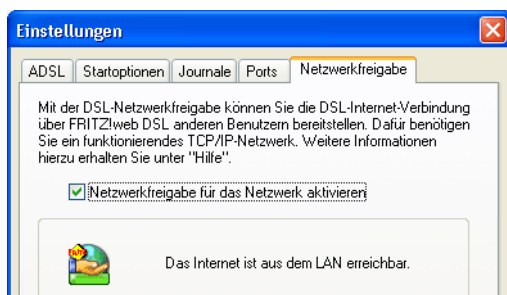 Einstellungen
ADSL Startoptionen Journale Ports Netzwerkfreigabe
Mit der DSL-Netzwerkfreigabe können Sie die DSL-Internet-Verbindung
über FRITZ!web DSL anderen Benutzern bereitstellen. Dafür benötigen
Sie ein funktionierendes TCP/IP-Netzwerk. Weitere Informationen
hierzu erhalten Sie unter "Hilfe".
Netzwerkfreigabe für das Netzwerk aktivieren
Das Internet ist aus dem LAN erreichbar.